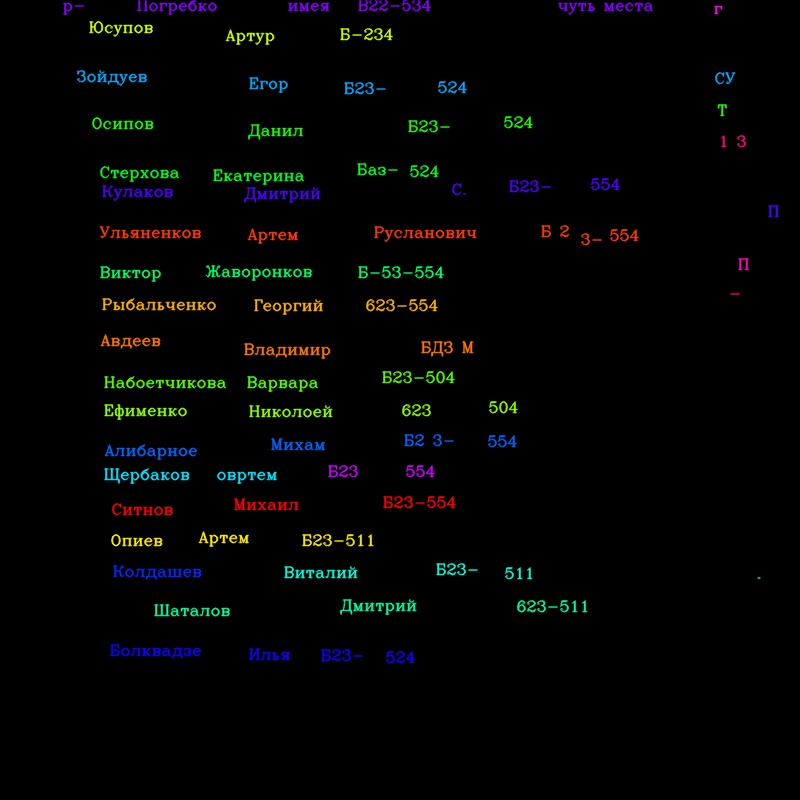 р- Погребко имея В22-534 чуть места г
Юсупов Артур Б-234
Зойдуев Егор Б23- 524 СУ
Осипов Данил Б23- 524 Т
1 3
Стерхова Екатерина Баз- 524
Кулаков Дмитрий С. Б23- 554
П
Ульяненков Артем Русланович Б 2 3- 554
Виктор Жаворонков Б-53-554 П
Рыбальченко Георгий 623-554 -
Авдеев Владимир БДЗ М
Набоетчикова Варвара Б23-504
Ефименко Николоей 623 504
Алибарное Михам Б2 3- 554
Щербаков овртем Б23 554
Ситнов Михаил Б23-554
Опиев Артем Б23-511
Колдашев Виталий Б23- 511 -
Шаталов Дмитрий 623-511
Болквадзе Илья Б23- 524